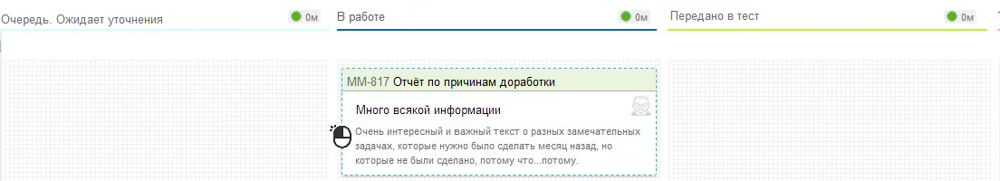 Очередь. Ожидает уточнения
0м
В работе
0м
Передано в тест
0м
ММ-817 Отчёт по причинам доработки
Много всякой информации
Очень интересный и важный текст о разных замечательных
задачах, которые нужно было сделать месяц назад, но
которые не были сделано, потому что...потому.